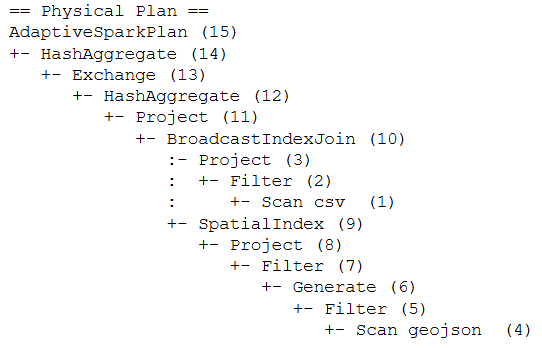 == Physical Plan ==
AdaptiveSparkPlan (15)
+- HashAggregate (14)
   +- Exchange (13)
      +- HashAggregate (12)
         +- Project (11)
            +- BroadcastIndexJoin (10)
               :- Project (3)
               :  +- Filter (2)
               :     +- Scan csv  (1)
               +- SpatialIndex (9)
                  +- Project (8)
                     +- Filter (7)
                        +- Generate (6)
                           +- Filter (5)
                              +- Scan geojson  (4)